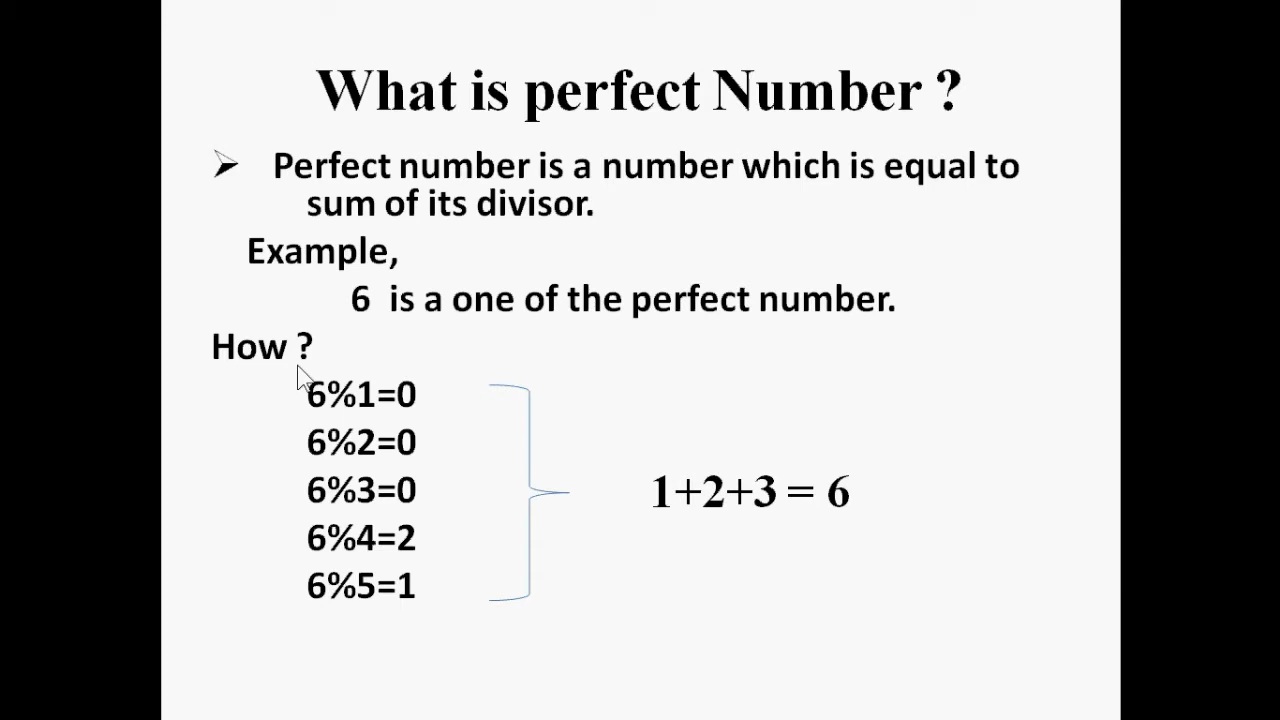 What is perfect Number ?
Perfect number is a number which is equal to
sum of its divisor.
Example,
6 is a one of the perfect number.
How ?
6%1=0
6%2=0
6%3=0
6%4=2
6%5=1
1+2+3 = 6